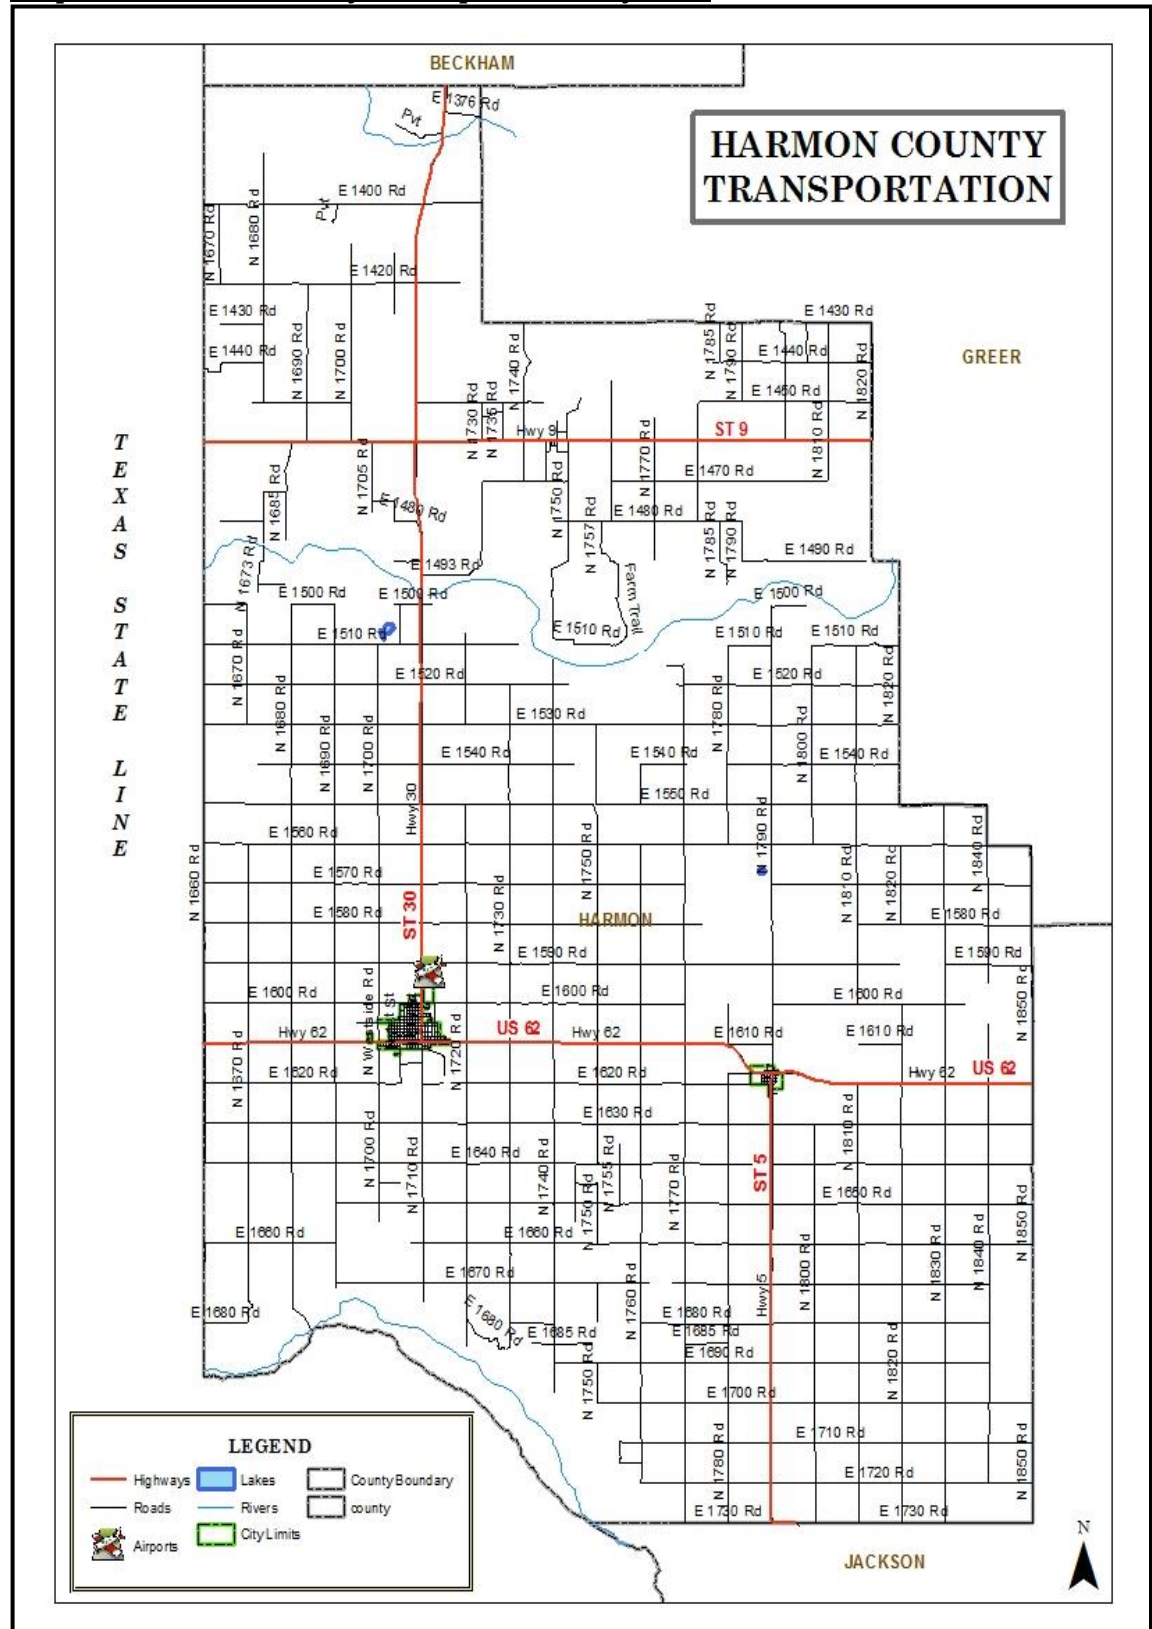 BECKHAM
E 1376 Rd
Pvt
HARMON COUNTY
TRANSPORTATION
E 1400 Rd
Pvt
N 1670 Rd
N 1680 Rd
E 1420 Rd
E 1430 Rd
E 1430 Rd
E 1440 Rd
N 1690 Rd
N 1700 Rd
N 1740 Rd
N 1785 Rd
N 1790 Rd
E 1440 Rd
N 1820 Rd
GREER
E 1450 Rd
N 1730 Rd
N 1735 Rd
Hwy 9
ST 9
N 1810 Rd
TEXAS STATE LINE
N 1685 Rd
N 1705 Rd
N 1750 Rd
N 1770 Rd
E 1470 Rd
E 1480 Rd
E 1480 Rd
N 1757 Rd
N 1785 Rd
N 1790 Rd
E 1490 Rd
N 1673 Rd
E 1493 Rd
Farm Trail
E 1500 Rd
E 1500 Rd
E 1500 Rd
E 1510 Rd
E 1510 Rd
E 1510 Rd
E 1510 Rd
N 1670 Rd
E 1520 Rd
E 1520 Rd
N 1820 Rd
N 1680 Rd
N 1690 Rd
N 1700 Rd
E 1530 Rd
N 1780 Rd
N 1800 Rd
E 1540 Rd
E 1540 Rd
E 1540 Rd
Hwy 30
E 1550 Rd
E 1560 Rd
N 1790 Rd
N 1840 Rd
N 1660 Rd
E 1570 Rd
N 1750 Rd
N 1810 Rd
N 1820 Rd
E 1580 Rd
ST 30
N 1730 Rd
HARMON
E 1580 Rd
E 1590 Rd
E 1590 Rd
E 1600 Rd
N Westside Rd
E 1600 Rd
E 1600 Rd
N 1850 Rd
Hwy 62
US 62
Hwy 62
E 1610 Rd
E 1610 Rd
N 1670 Rd
E 1620 Rd
N 1720 Rd
E 1620 Rd
Hwy 62
US 62
E 1630 Rd
N 1700 Rd
N 1710 Rd
E 1640 Rd
N 1740 Rd
N 1755 Rd
N 1750 Rd
N 1770 Rd
ST 5
N 1810 Rd
E 1650 Rd
E 1660 Rd
E 1660 Rd
N 1830 Rd
N 1840 Rd
N 1850 Rd
E 1670 Rd
N 1760 Rd
Hwy 5
N 1800 Rd
E 1680 Rd
E 1680 Rd
E 1680 Rd
E 1685 Rd
E 1685 Rd
E 1690 Rd
N 1820 Rd
N 1750 Rd
E 1700 Rd
E 1710 Rd
N 1780 Rd
N 1850 Rd
E 1720 Rd
E 1730 Rd
E 1730 Rd
LEGEND
Highways
Lakes
County Boundary
Roads
Rivers
county
Airports
City Limits
JACKSON
N